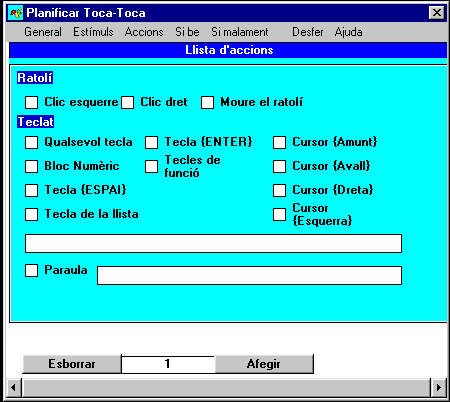 Planificar Toca-Toca
General Estímuls Accions Si be Si malament Desfer Ajuda
Llista d'accions
Ratolí
Clic esquerre Clic dret Moure el ratolí
Teclat
Qualsevol tecla Tecla {ENTER} Cursor {Amunt}
Bloc Numèric Tecles de funció Cursor {Avall}
Tecla {ESPAI} Cursor {Dreta}
Tecla de la llista Cursor {Esquerra}
Paraula
Esborrar 1 Afegir